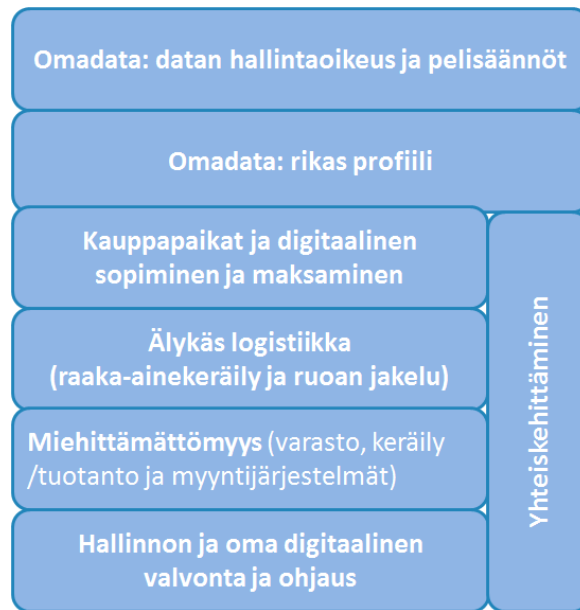 Omadata: datan hallintaoikeus ja pelisäännöt
Omadata: rikas profiili
Kauppapaikat ja digitaalinen
sopiminen ja maksaminen
Älykäs logistiikka
(raaka-ainekeräily ja ruoan jakelu)
Miehittämättömyys (varasto, keräily
/tuotanto ja myyntijärjestelmät)
Hallinnon ja oma digitaalinen
valvonta ja ohjaus
Yhteiskehittäminen